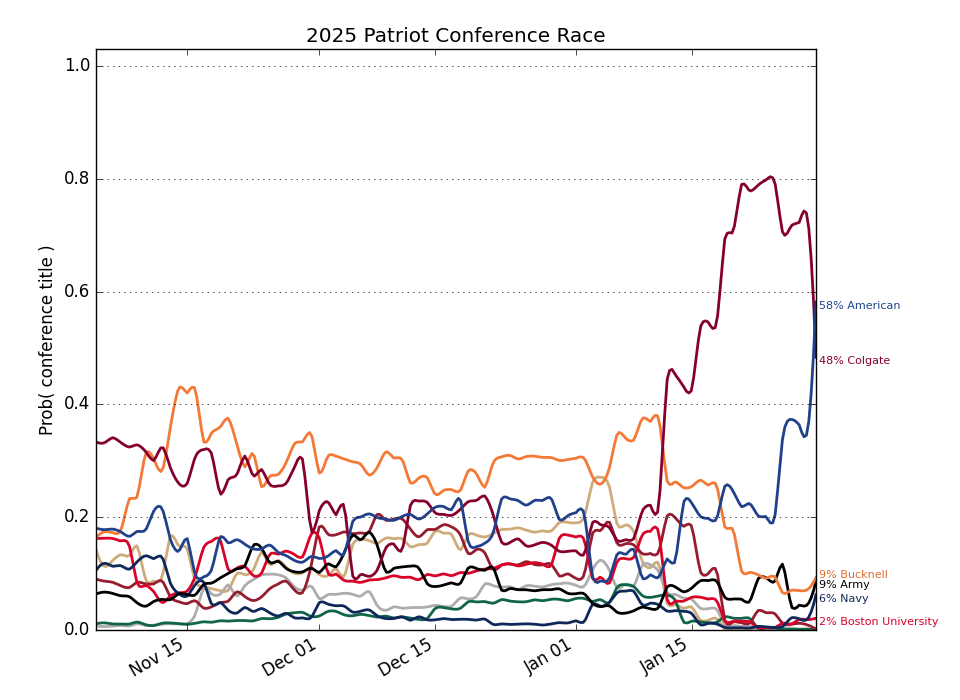 2025 Patriot Conference Race
Prob( conference title )
1.0
0.8
0.6
0.4
0.2
0.0
Nov 15
Dec 01
Dec 15
Jan 01
Jan 15
58% American
48% Colgate
9% Bucknell
9% Army
6% Navy
2% Boston University